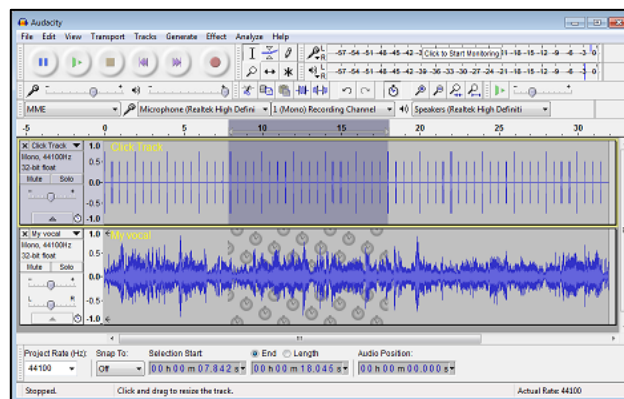 Audacity
File Edit View Transport Tracks Generate Effect Analyze Help
-57 -54 -51 -48 -45 -42 -3 Click to Start Monitoring 1 -18 -15 -12 -9 -6 -3 0
-57 -54 -51 -48 -45 -42 -39 -36 -33 -30 -27 -24 -21 -18 -15 -12 -9 -6 -3 0
MME Microphone (Realtek High Defini 1 (Mono) Recording Channel Speakers (Realtek High Definiti
-5 0 5 10 15 20 25 30
Click Track 1.0 Click Track
Mono, 44100Hz
32-bit float 0.5
Mute Solo 0.0
-0.5
-1.0
My vocal 1.0 My vocal
Mono, 44100Hz
32-bit float 0.5
Mute Solo 0.0
L R -0.5
-1.0
Project Rate (Hz): Snap To: Selection Start End Length Audio Position:
44100 Off 00 h 00 m 07.842 s 00 h 00 m 18.046 s 00 h 00 m 00.000 s
Stopped. Click and drag to resize the track. Actual Rate: 44100